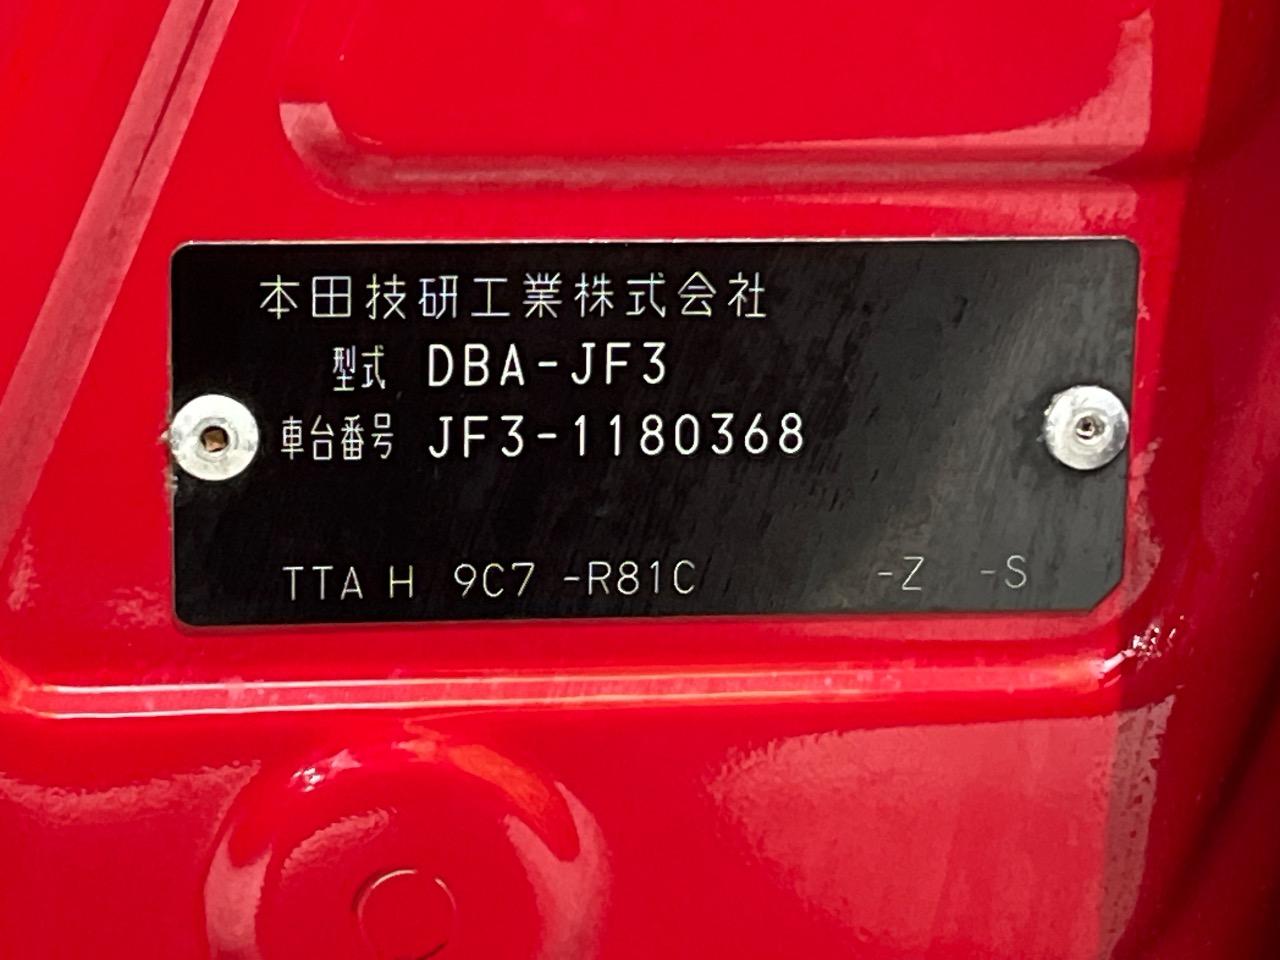 本田技研工業株式会社
型式 DBA-JF3
車台番号 JF3-1180368
TTA H 9C7 -R81C -Z -S